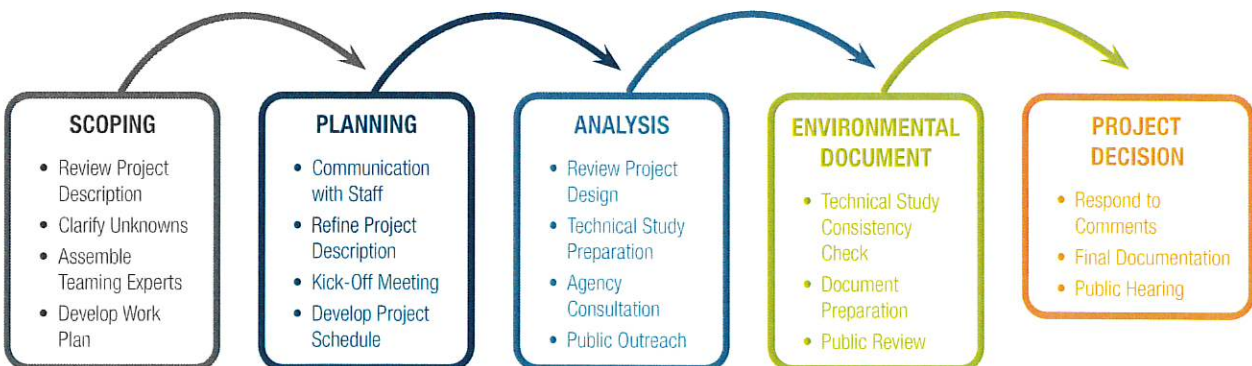 SCOPING
• Review Project
Description
• Clarify Unknowns
• Assemble
Teaming Experts
• Develop Work
Plan
PLANNING
• Communication
with Staff
• Refine Project
Description
• Kick-Off Meeting
• Develop Project
Schedule
ANALYSIS
• Review Project
Design
• Technical Study
Preparation
• Agency
Consultation
• Public Outreach
ENVIRONMENTAL
DOCUMENT
• Technical Study
Consistency
Check
• Document
Preparation
• Public Review
PROJECT
DECISION
• Respond to
Comments
• Final Documentation
• Public Hearing